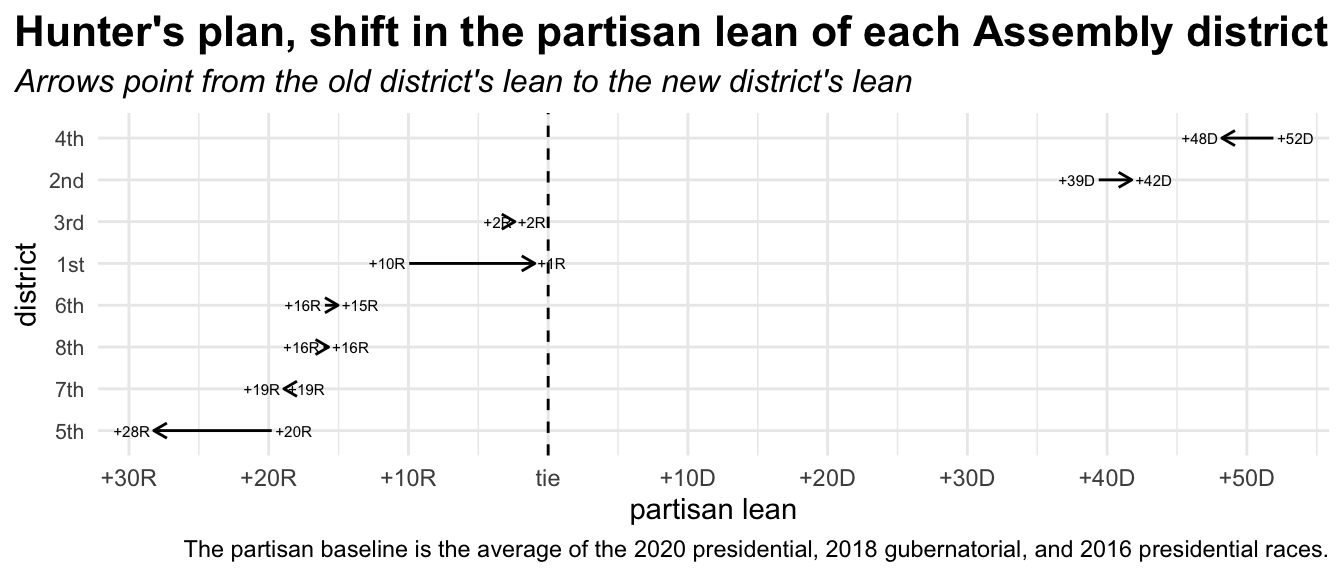 Hunter's plan, shift in the partisan lean of each Assembly district
Arrows point from the old district's lean to the new district's lean
district
4th +48D +52D
2nd +39D +42D
3rd +2R +2R
1st +10R +1R
6th +16R +15R
8th +16R +16R
7th +19R +19R
5th +28R +20R
+30R +20R +10R tie +10D +20D +30D +40D +50D
partisan lean
The partisan baseline is the average of the 2020 presidential, 2018 gubernatorial, and 2016 presidential races.